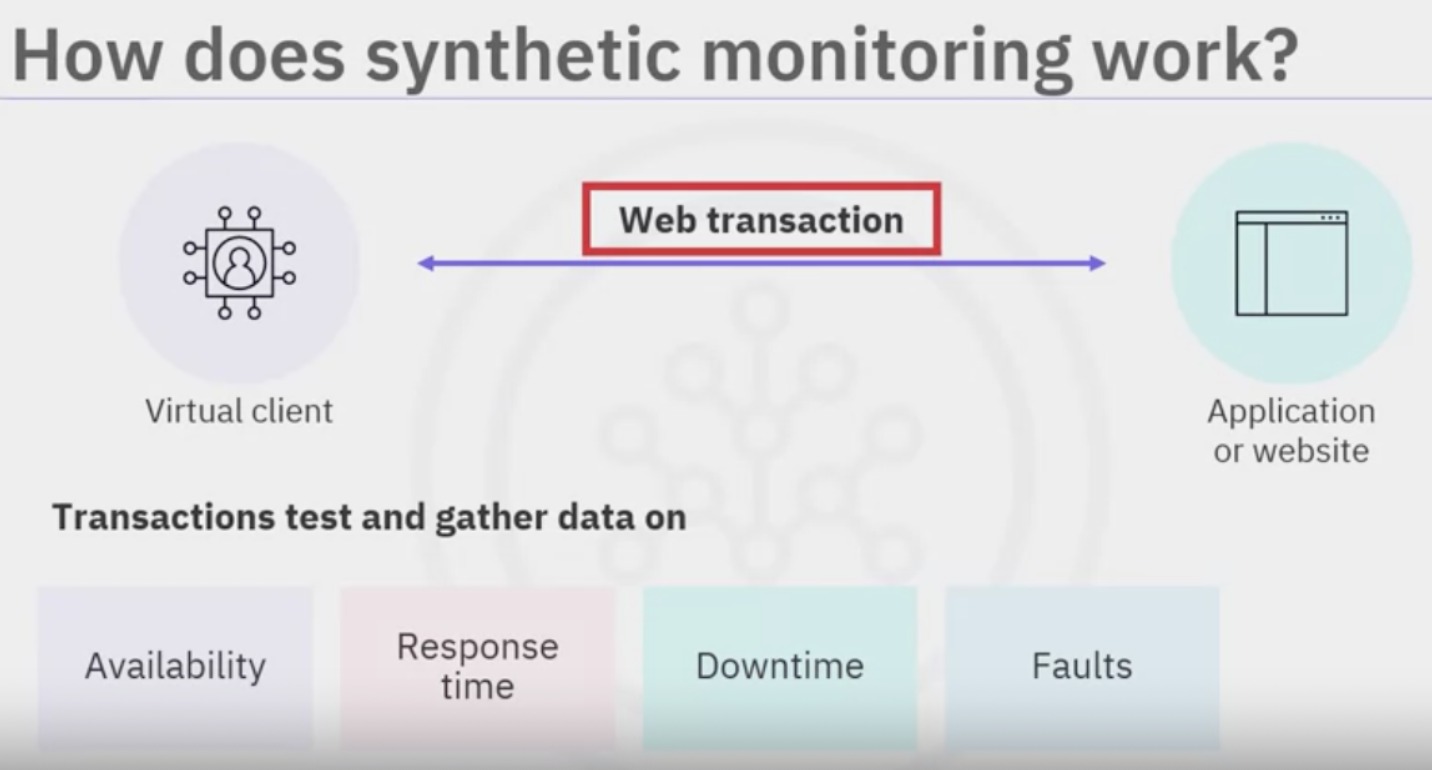 How does synthetic monitoring work?
Web transaction
Virtual client
Application
or website
Transactions test and gather data on
Availability
Response
time
Downtime
Faults